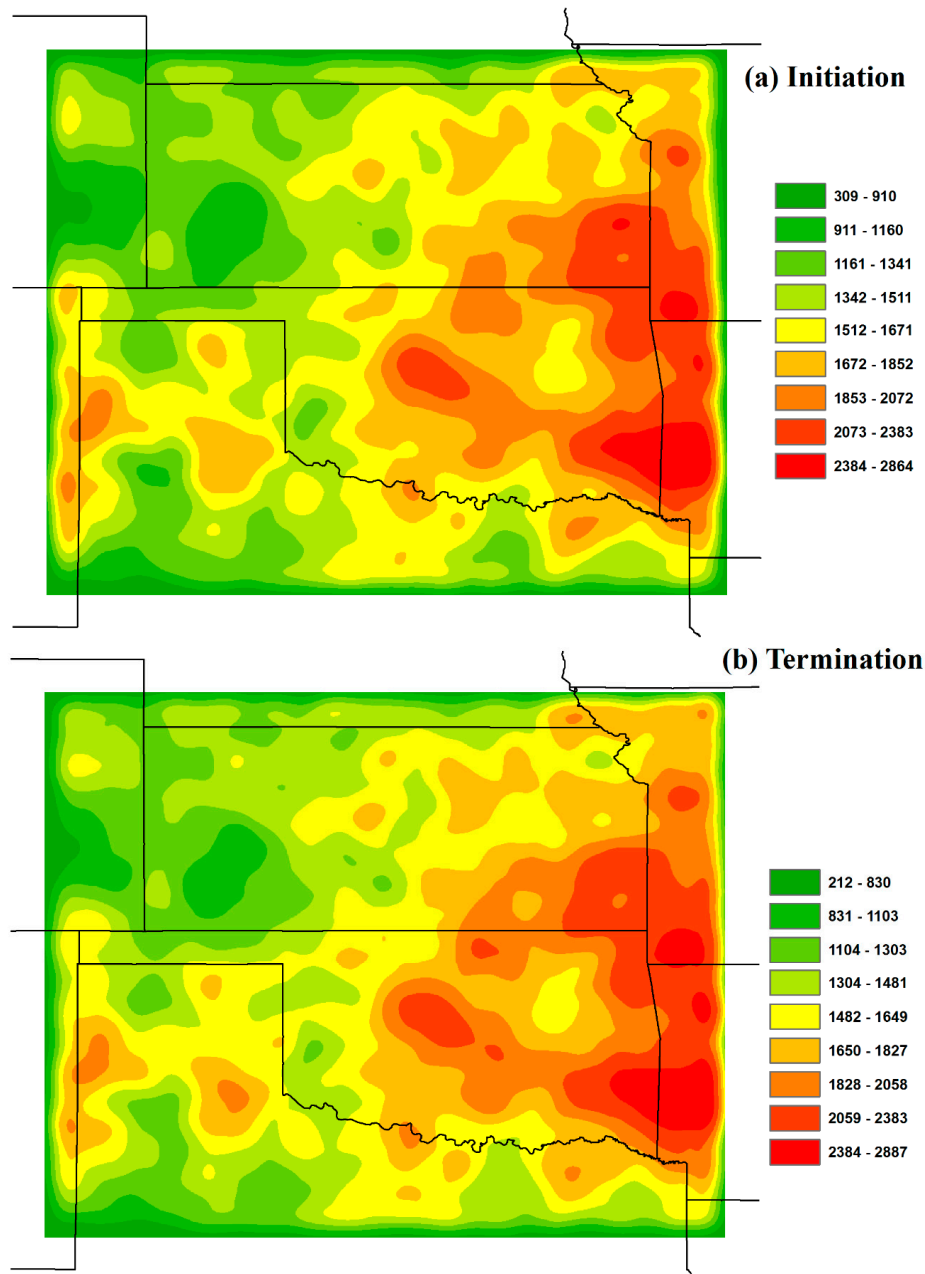 (a) Initiation
309 - 910
911 - 1160
1161 - 1341
1342 - 1511
1512 - 1671
1672 - 1852
1853 - 2072
2073 - 2383
2384 - 2864
(b) Termination
212 - 830
831 - 1103
1104 - 1303
1304 - 1481
1482 - 1649
1650 - 1827
1828 - 2058
2059 - 2383
2384 - 2887